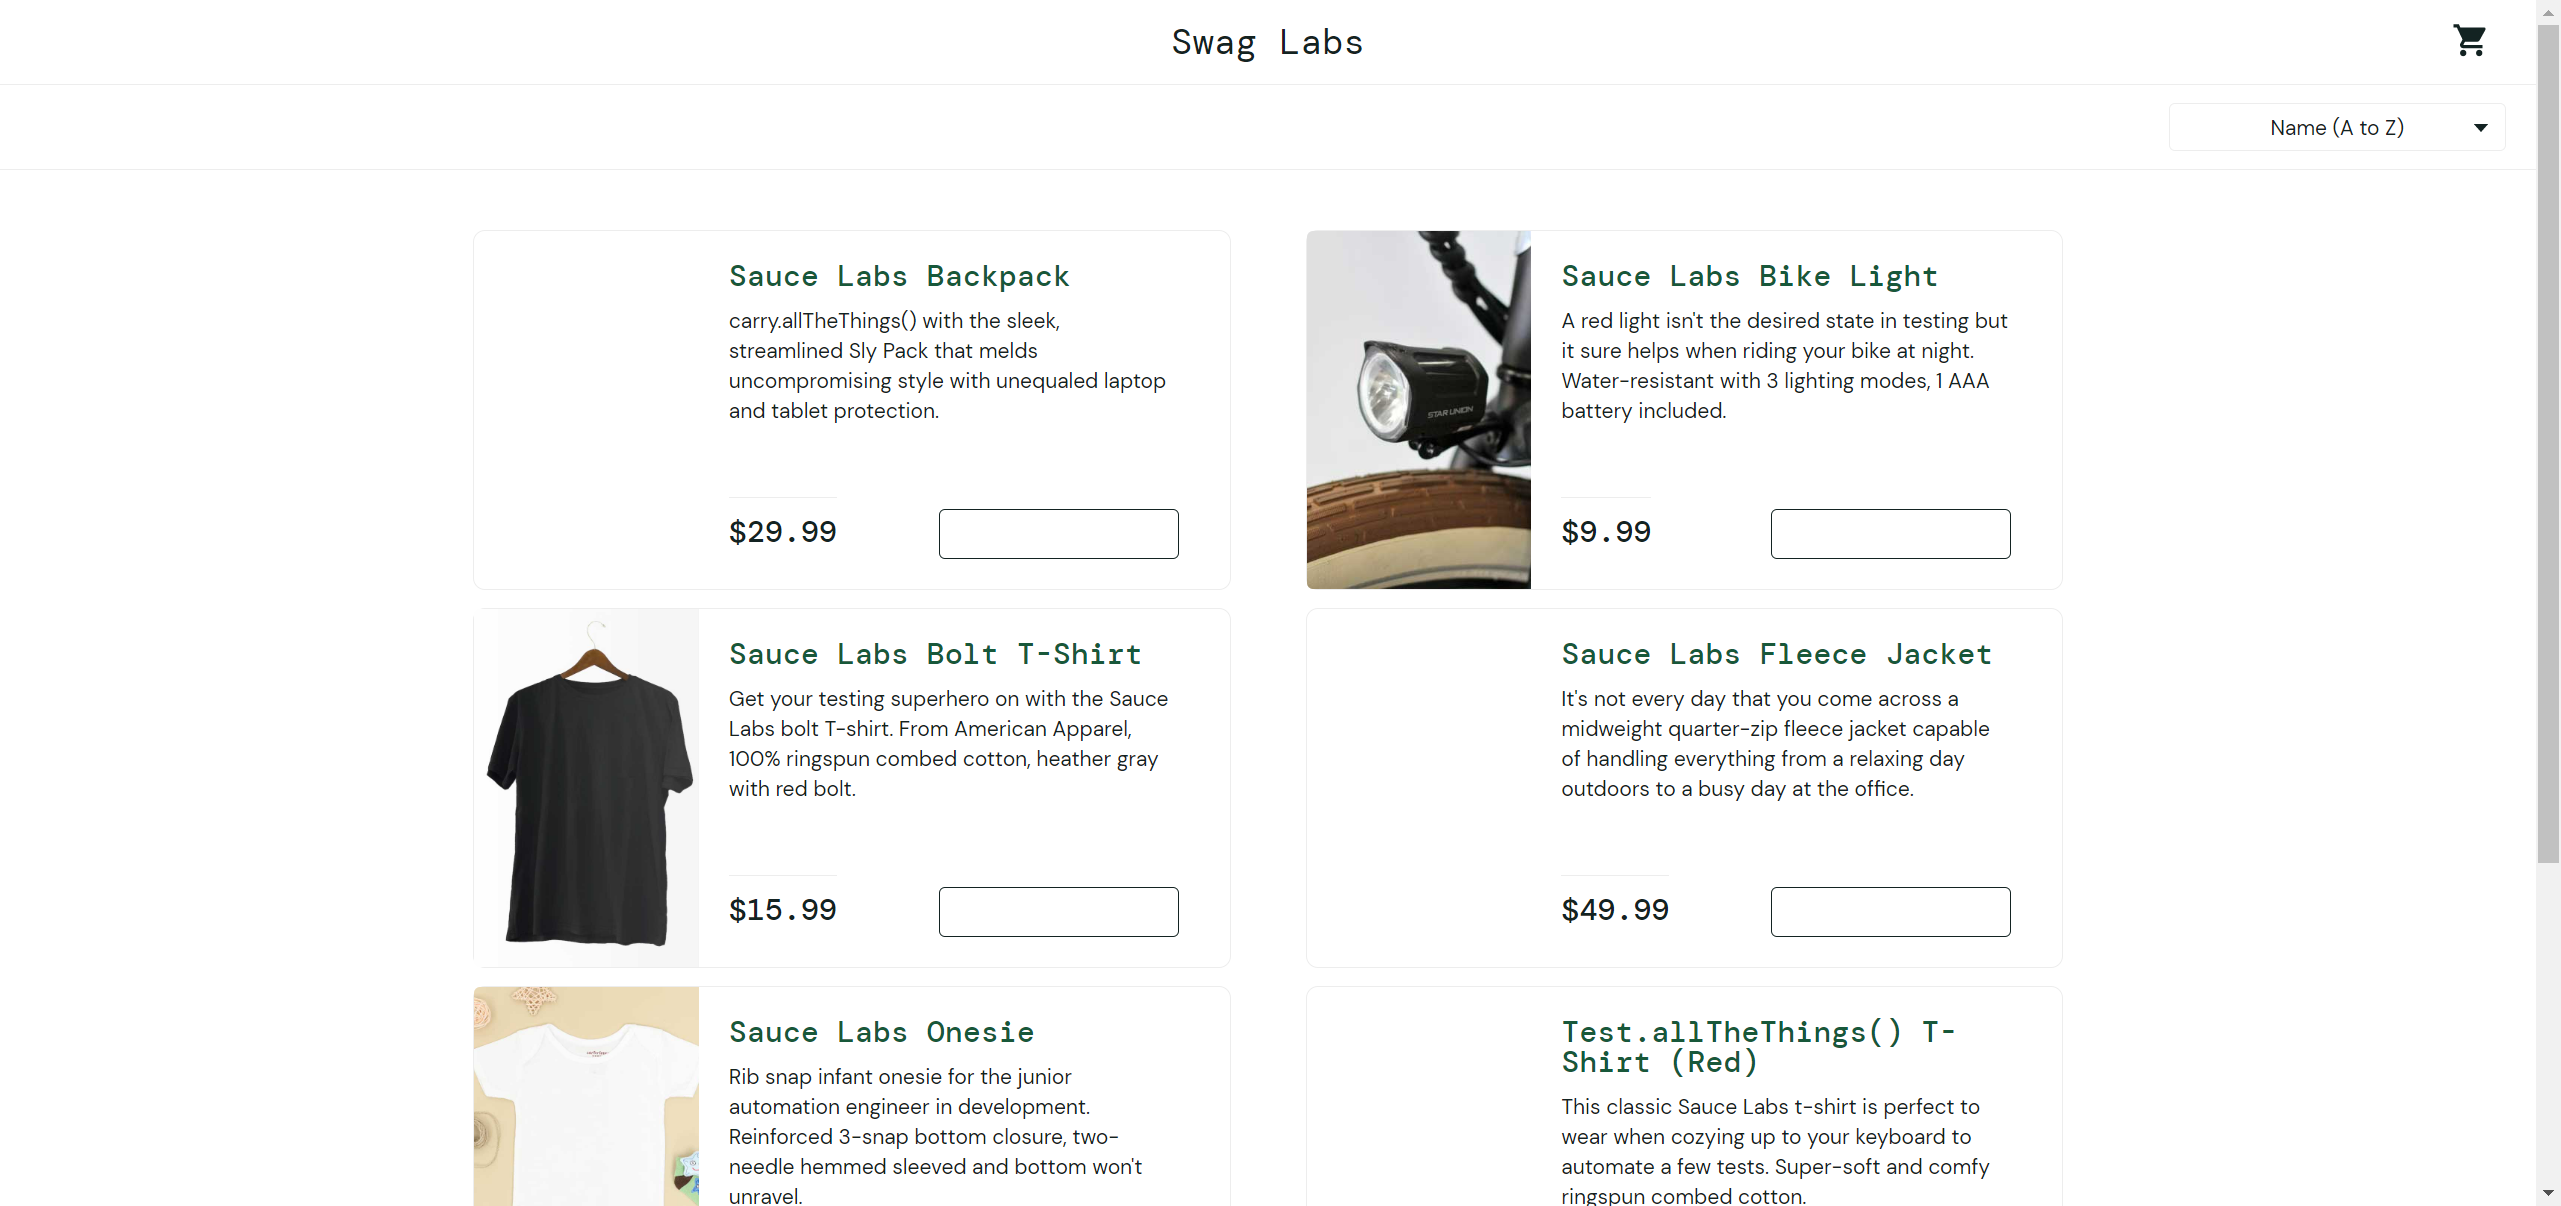 Swag Labs
Name (A to Z)
Sauce Labs Backpack
carry.allTheThings() with the sleek,
streamlined Sly Pack that melds
uncompromising style with unequaled laptop
and tablet protection.
$29.99
Sauce Labs Bike Light
A red light isn't the desired state in testing but
it sure helps when riding your bike at night.
Water-resistant with 3 lighting modes, 1 AAA
battery included.
$9.99
STAR UNION
Sauce Labs Bolt T-Shirt
Get your testing superhero on with the Sauce
Labs bolt T-shirt. From American Apparel,
100% ringspun combed cotton, heather gray
with red bolt.
$15.99
Sauce Labs Fleece Jacket
It's not every day that you come across a
midweight quarter-zip fleece jacket capable
of handling everything from a relaxing day
outdoors to a busy day at the office.
$49.99
Sauce Labs Onesie
Rib snap infant onesie for the junior
automation engineer in development.
Reinforced 3-snap bottom closure, two-
needle hemmed sleeved and bottom won't
unravel.
Test.allTheThings() T-
Shirt (Red)
This classic Sauce Labs t-shirt is perfect to
wear when cozying up to your keyboard to
automate a few tests. Super-soft and comfy
ringspun combed cotton.